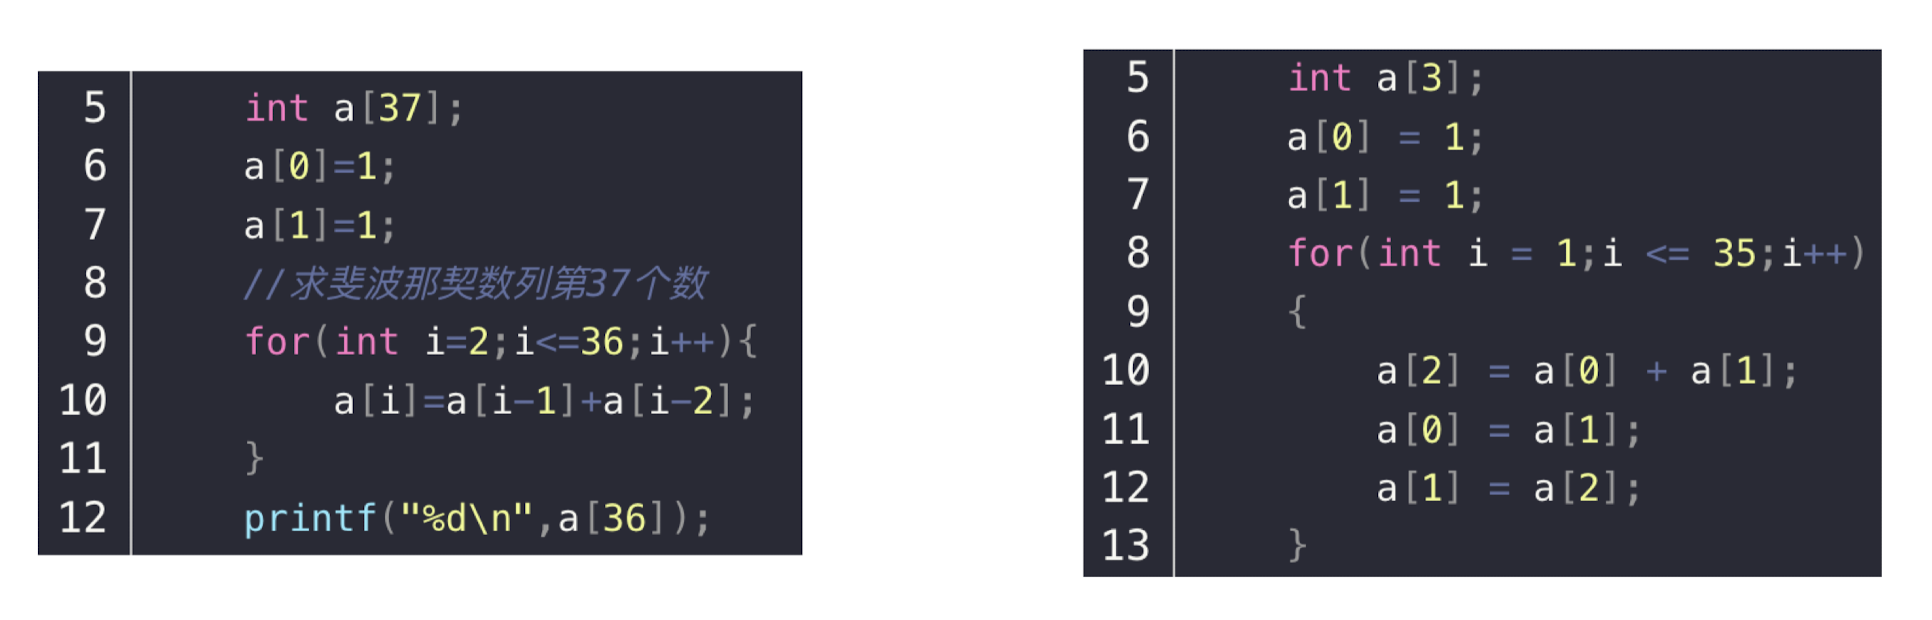 5 int a[37];
6 a[0]=1;
7 a[1]=1;
8 //求斐波那契数列第37个数
9 for(int i=2;i<=36;i++){
10 a[i]=a[i-1]+a[i-2];
11 }
12 printf("%d\n",a[36]);
5 int a[3];
6 a[0] = 1;
7 a[1] = 1;
8 for(int i = 1;i <= 35;i++)
9 {
10 a[2] = a[0] + a[1];
11 a[0] = a[1];
12 a[1] = a[2];
13 }